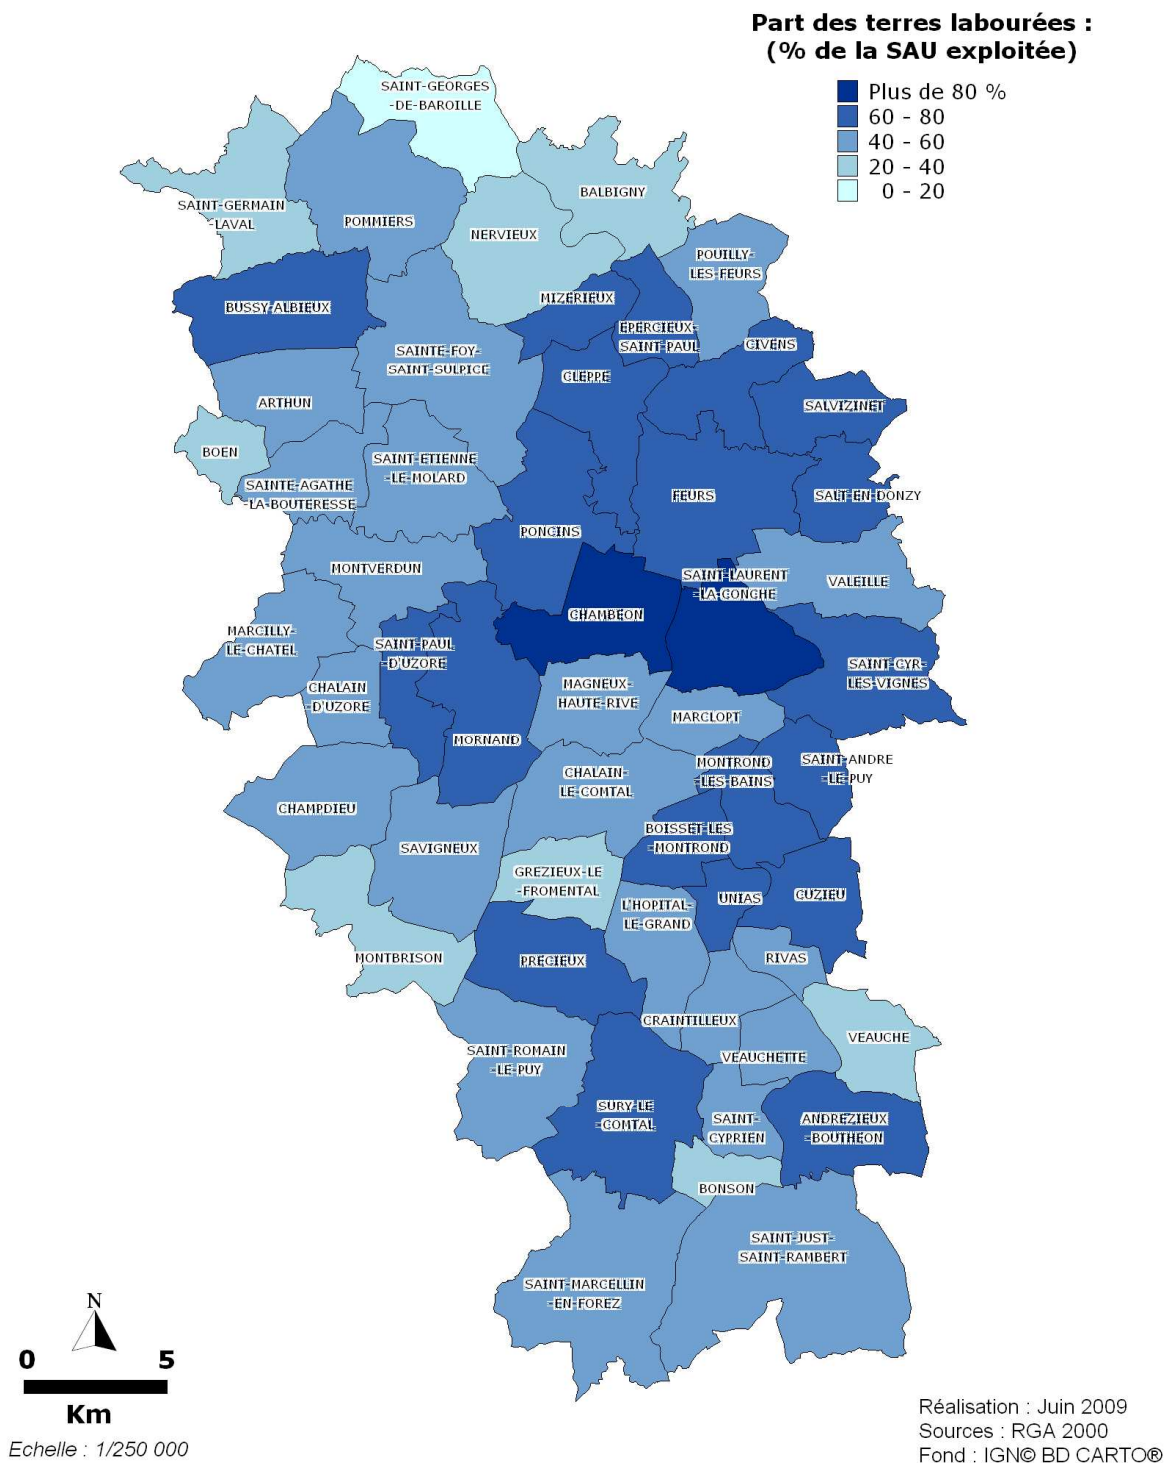 Part des terres labourées :
(% de la SAU exploitée)
Plus de 80 %
60 - 80
40 - 60
20 - 40
0 - 20
SAINT-GEORGES
-DE-BAROILLE
BALBIGNY
SAINT-GERMAIN
-LAVAL
POMMIERS
NERVIEUX
POUILLY-
LES-FEURS
MIZERIEUX
BUSSY-ALBIEUX
EPERCIEUX-
SAINT-PAUL
CIVENS
SAINTE-FOY-
SAINT-SULPICE
CLEPPE
ARTHUN
SALVIZINET
BOEN
SAINT-ETIENNE
-LE-MOLARD
SAINTE-AGATHE
-LA-BOUTERESSE
FEURS
SALT-EN-DONZY
PONCINS
MONTVERDUN
SAINT-LAURENT
-LA-CONCHE
VALEILLE
CHAMBEON
MARCILLY-
LE-CHATEL
SAINT-PAUL
-D'UZORE
SAINT-CYR-
LES-VIGNES
CHALAIN
-D'UZORE
MAGNEUX-
HAUTE-RIVE
MARCLOPT
MORNAND
CHALAIN-
LE-COMTAL
MONTROND
-LES-BAINS
SAINT-ANDRE
-LE-PUY
CHAMPDIEU
BOISSET-LES
-MONTROND
SAVIGNEUX
GREZIEUX-LE
-FROMENTAL
L'HOPITAL-
LE-GRAND
UNIAS
CUZIEU
MONTBRISON
PRECIEUX
RIVAS
CRAINTILLEUX
VEAUCHE
SAINT-ROMAIN
-LE-PUY
VEAUCHETTE
SURY-LE
-COMTAL
SAINT-
CYPRIEN
ANDREZIEUX
-BOUTHEON
BONSON
SAINT-JUST-
SAINT-RAMBERT
SAINT-MARCELLIN
-EN-FOREZ
N
0 5
Km
Echelle : 1/250 000
Réalisation : Juin 2009
Sources : RGA 2000
Fond : IGN© BD CARTO®